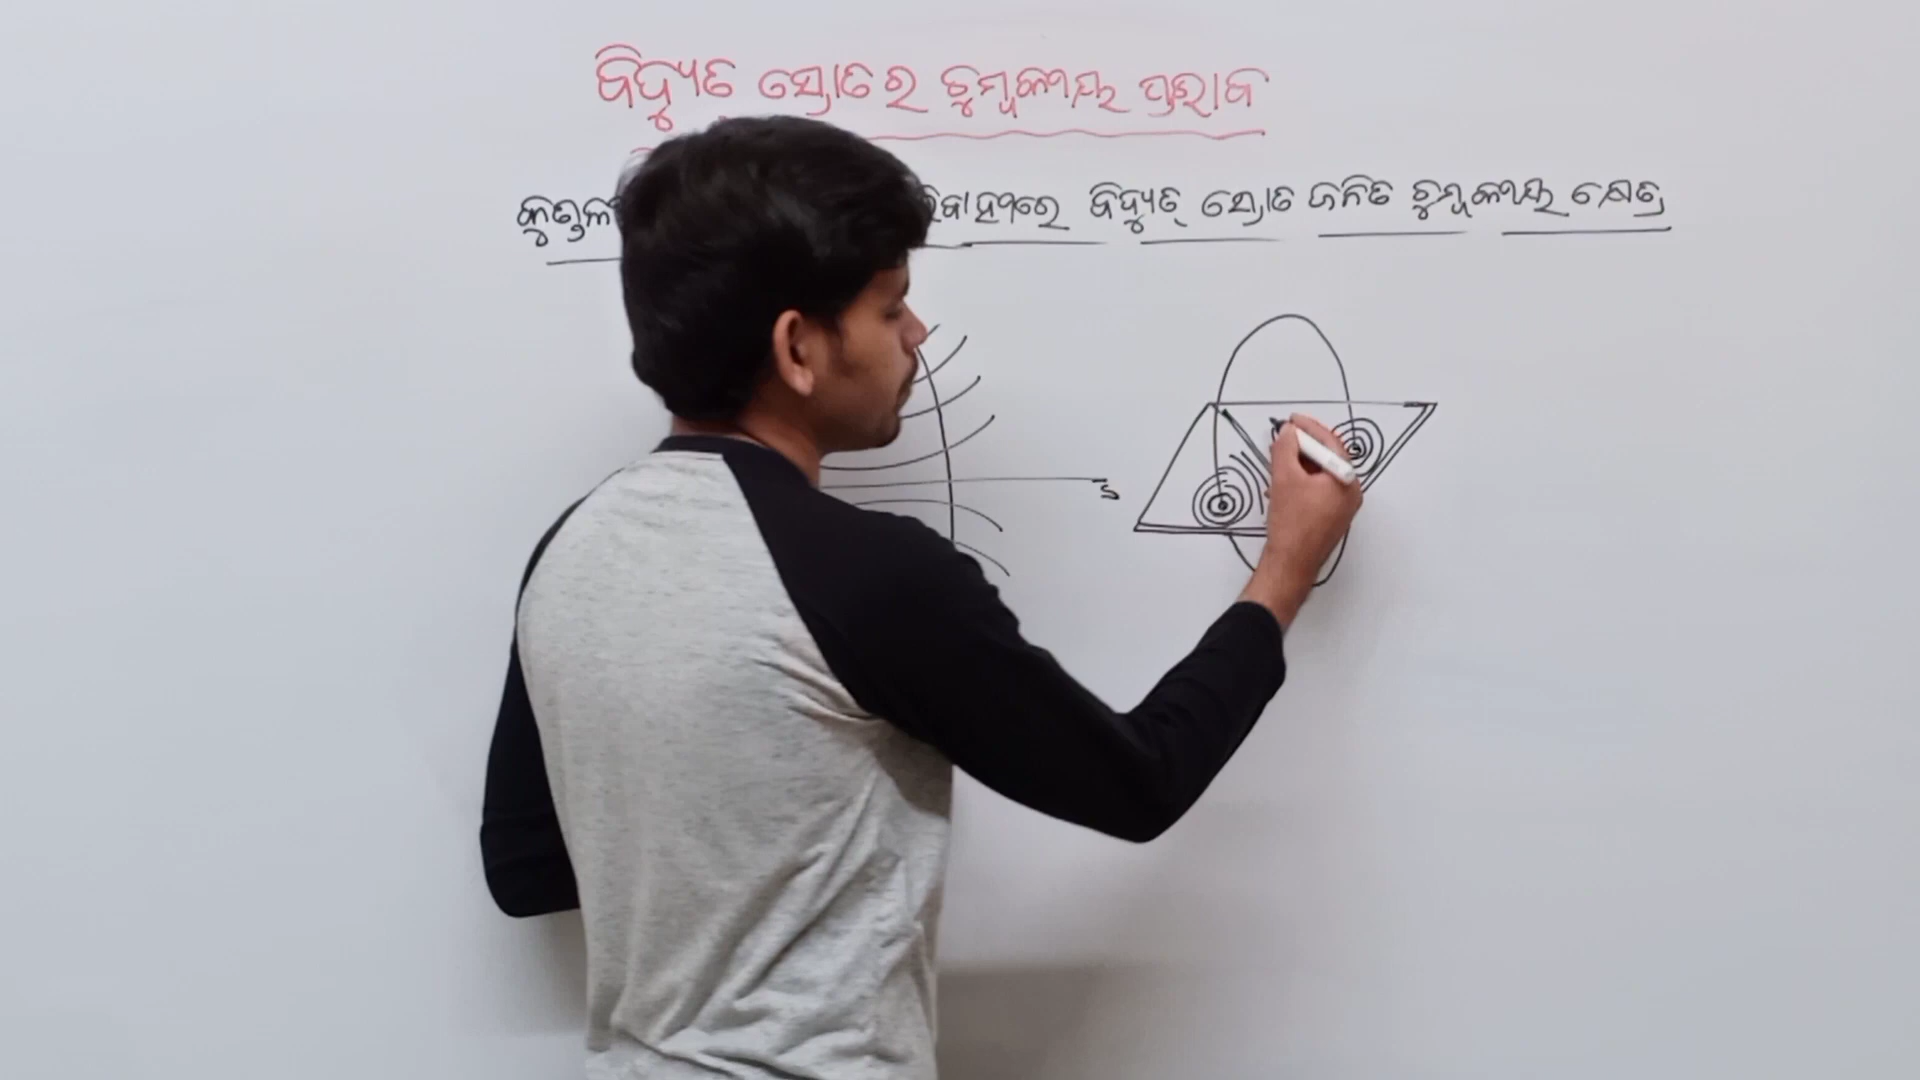 ବିଦ୍ୟୁତ ସ୍ରୋତର ଚୁମ୍ବକୀୟ ପ୍ରଭାବ
ବିଦ୍ୟୁତ୍ ସ୍ରୋତ ଜନିତ ଚୁମ୍ବକୀୟ କ୍ଷେତ୍ର
S